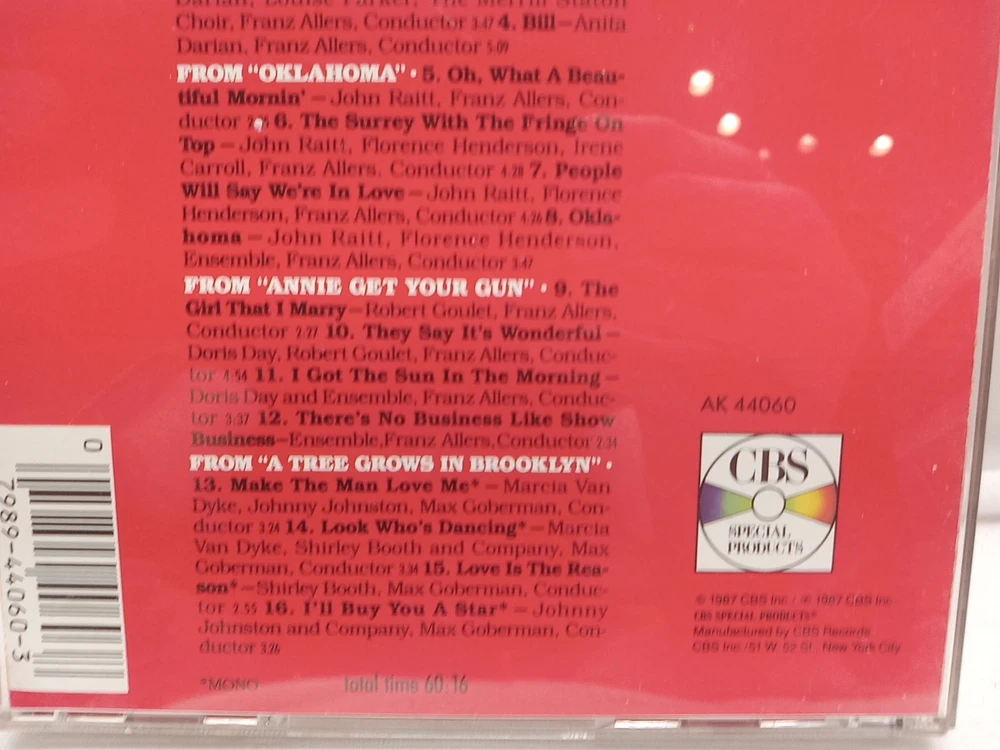 Darian, Louise Parker, The Merrill Staton
Choir, Franz Allers, Conductor 3:47 4. Bill—Anita
Darian, Franz Allers, Conductor 5:09
FROM "OKLAHOMA" • 5. Oh, What A Beau-
tiful Mornin' — John Raitt, Franz Allers, Con-
ductor 6. The Surrey With The Fringe On
Top — John Raitt, Florence Henderson, Irene
Carroll, Franz Allers, Conductor 4:28 7. People
Will Say We're In Love — John Raitt, Florence
Henderson, Franz Allers, Conductor 4:26 8. Okla-
homa — John Raitt, Florence Henderson,
Ensemble, Franz Allers, Conductor 3:47
FROM "ANNIE GET YOUR GUN" • 9. The
Girl That I Marry—Robert Goulet, Franz Allers,
Conductor 2:27 10. They Say It's Wonderful —
Doris Day, Robert Goulet, Franz Allers, Conduc-
tor 4:54 11. I Got The Sun In The Morning —
Doris Day and Ensemble, Franz Allers, Conduc-
tor 3:37 12. There's No Business Like Show
Business—Ensemble, Franz Allers, Conductor 2:34
FROM "A TREE GROWS IN BROOKLYN" •
13. Make The Man Love Me* — Marcia Van
Dyke, Johnny Johnston, Max Goberman, Con-
ductor 3:24 14. Look Who's Dancing* — Marcia
Van Dyke, Shirley Booth and Company, Max
Goberman, Conductor 3:34 15. Love Is The Rea-
son* — Shirley Booth, Max Goberman, Conduc-
tor 2:55 16. I'll Buy You A Star* — Johnny
Johnston and Company, Max Goberman, Con-
ductor 3:26
*MONO total time 60:16
0
7989-44060-3
AK 44060
CBS
SPECIAL
PRODUCTS
© 1987 CBS Inc. / ℗ 1987 CBS Inc.
CBS SPECIAL PRODUCTS*
Manufactured by CBS Records
CBS Inc./51 W. 52 St., New York City